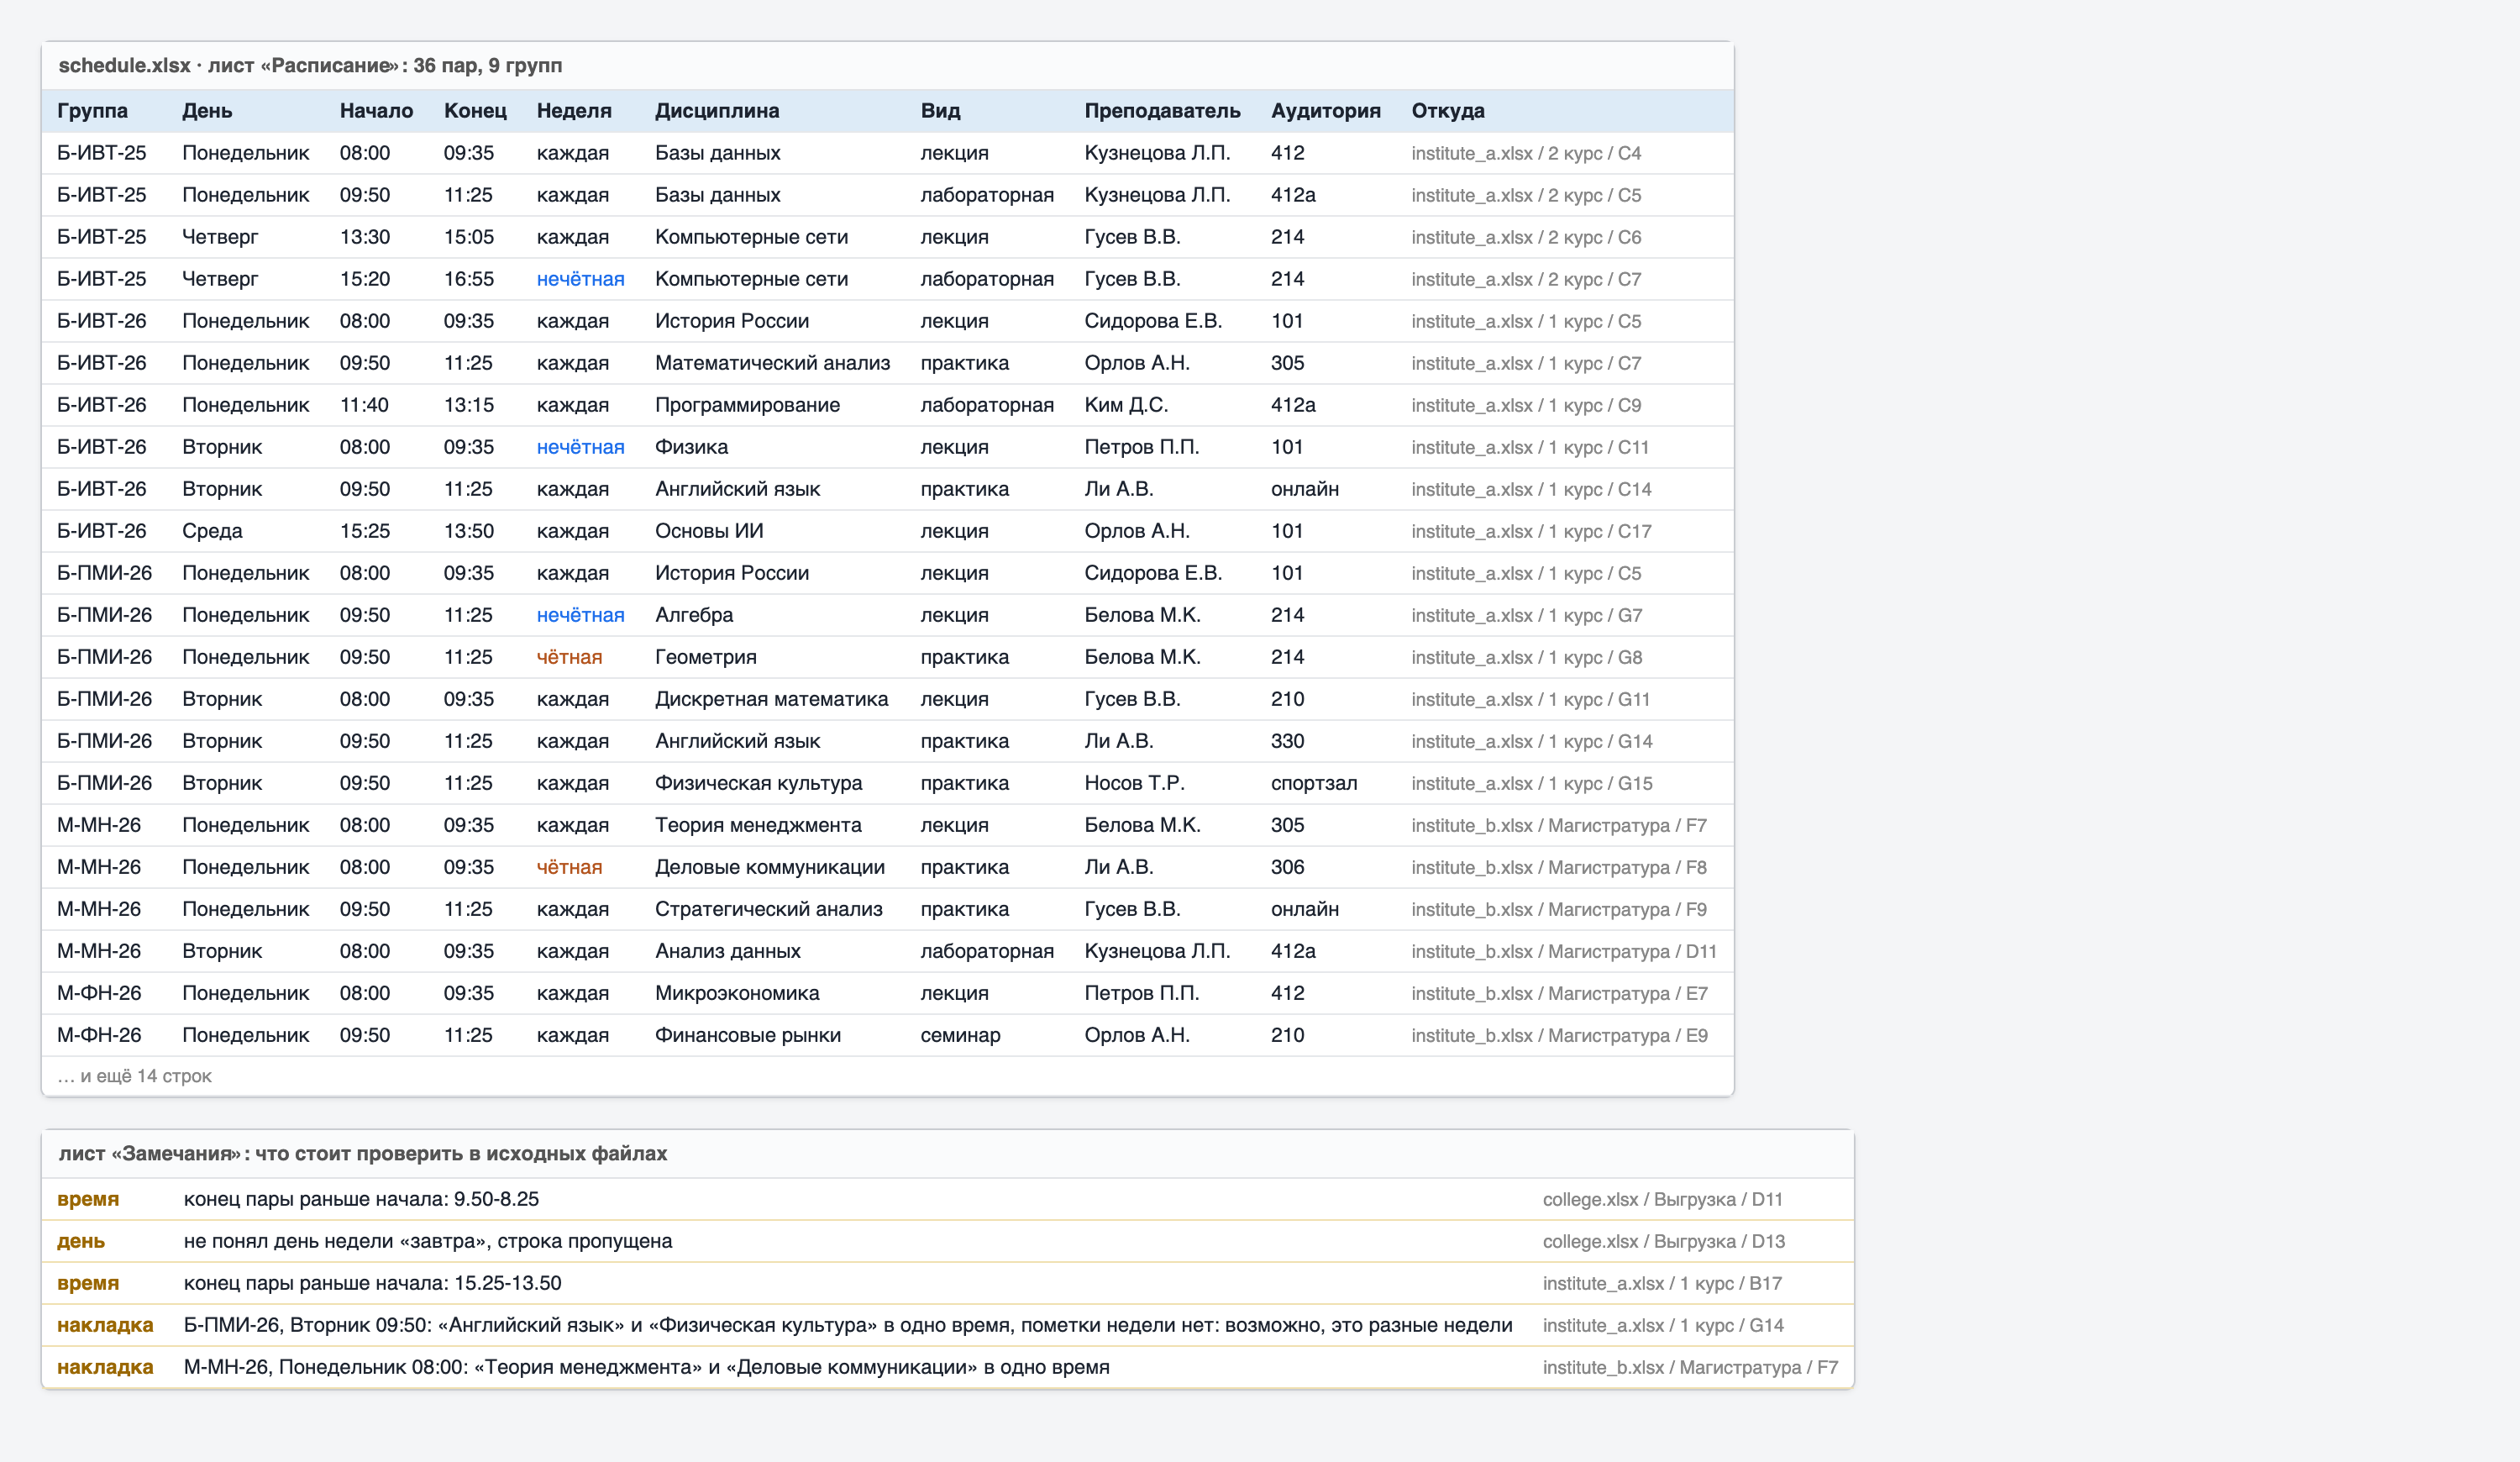 schedule.xlsx · лист «Расписание»: 36 пар, 9 групп
Группа День Начало Конец Неделя Дисциплина Вид Преподаватель Аудитория Откуда
Б-ИВТ-25 Понедельник 08:00 09:35 каждая Базы данных лекция Кузнецова Л.П. 412 institute_a.xlsx / 2 курс / C4
Б-ИВТ-25 Понедельник 09:50 11:25 каждая Базы данных лабораторная Кузнецова Л.П. 412а institute_a.xlsx / 2 курс / C5
Б-ИВТ-25 Четверг 13:30 15:05 каждая Компьютерные сети лекция Гусев В.В. 214 institute_a.xlsx / 2 курс / C6
Б-ИВТ-25 Четверг 15:20 16:55 нечётная Компьютерные сети лабораторная Гусев В.В. 214 institute_a.xlsx / 2 курс / C7
Б-ИВТ-26 Понедельник 08:00 09:35 каждая История России лекция Сидорова Е.В. 101 institute_a.xlsx / 1 курс / C5
Б-ИВТ-26 Понедельник 09:50 11:25 каждая Математический анализ практика Орлов А.Н. 305 institute_a.xlsx / 1 курс / C7
Б-ИВТ-26 Понедельник 11:40 13:15 каждая Программирование лабораторная Ким Д.С. 412а institute_a.xlsx / 1 курс / C9
Б-ИВТ-26 Вторник 08:00 09:35 нечётная Физика лекция Петров П.П. 101 institute_a.xlsx / 1 курс / C11
Б-ИВТ-26 Вторник 09:50 11:25 каждая Английский язык практика Ли А.В. онлайн institute_a.xlsx / 1 курс / C14
Б-ИВТ-26 Среда 15:25 13:50 каждая Основы ИИ лекция Орлов А.Н. 101 institute_a.xlsx / 1 курс / C17
Б-ПМИ-26 Понедельник 08:00 09:35 каждая История России лекция Сидорова Е.В. 101 institute_a.xlsx / 1 курс / C5
Б-ПМИ-26 Понедельник 09:50 11:25 нечётная Алгебра лекция Белова М.К. 214 institute_a.xlsx / 1 курс / G7
Б-ПМИ-26 Понедельник 09:50 11:25 чётная Геометрия практика Белова М.К. 214 institute_a.xlsx / 1 курс / G8
Б-ПМИ-26 Вторник 08:00 09:35 каждая Дискретная математика лекция Гусев В.В. 210 institute_a.xlsx / 1 курс / G11
Б-ПМИ-26 Вторник 09:50 11:25 каждая Английский язык практика Ли А.В. 330 institute_a.xlsx / 1 курс / G14
Б-ПМИ-26 Вторник 09:50 11:25 каждая Физическая культура практика Носов Т.Р. спортзал institute_a.xlsx / 1 курс / G15
М-МН-26 Понедельник 08:00 09:35 каждая Теория менеджмента лекция Белова М.К. 305 institute_b.xlsx / Магистратура / F7
М-МН-26 Понедельник 08:00 09:35 чётная Деловые коммуникации практика Ли А.В. 306 institute_b.xlsx / Магистратура / F8
М-МН-26 Понедельник 09:50 11:25 каждая Стратегический анализ практика Гусев В.В. онлайн institute_b.xlsx / Магистратура / F9
М-МН-26 Вторник 08:00 09:35 каждая Анализ данных лабораторная Кузнецова Л.П. 412а institute_b.xlsx / Магистратура / D11
М-ФН-26 Понедельник 08:00 09:35 каждая Микроэкономика лекция Петров П.П. 412 institute_b.xlsx / Магистратура / E7
М-ФН-26 Понедельник 09:50 11:25 каждая Финансовые рынки семинар Орлов А.Н. 210 institute_b.xlsx / Магистратура / E9
… и ещё 14 строк
лист «Замечания»: что стоит проверить в исходных файлах
время конец пары раньше начала: 9.50-8.25 college.xlsx / Выгрузка / D11
день не понял день недели «завтра», строка пропущена college.xlsx / Выгрузка / D13
время конец пары раньше начала: 15.25-13.50 institute_a.xlsx / 1 курс / B17
накладка Б-ПМИ-26, Вторник 09:50: «Английский язык» и «Физическая культура» в одно время, пометки недели нет: возможно, это разные недели institute_a.xlsx / 1 курс / G14
накладка М-МН-26, Понедельник 08:00: «Теория менеджмента» и «Деловые коммуникации» в одно время institute_b.xlsx / Магистратура / F7